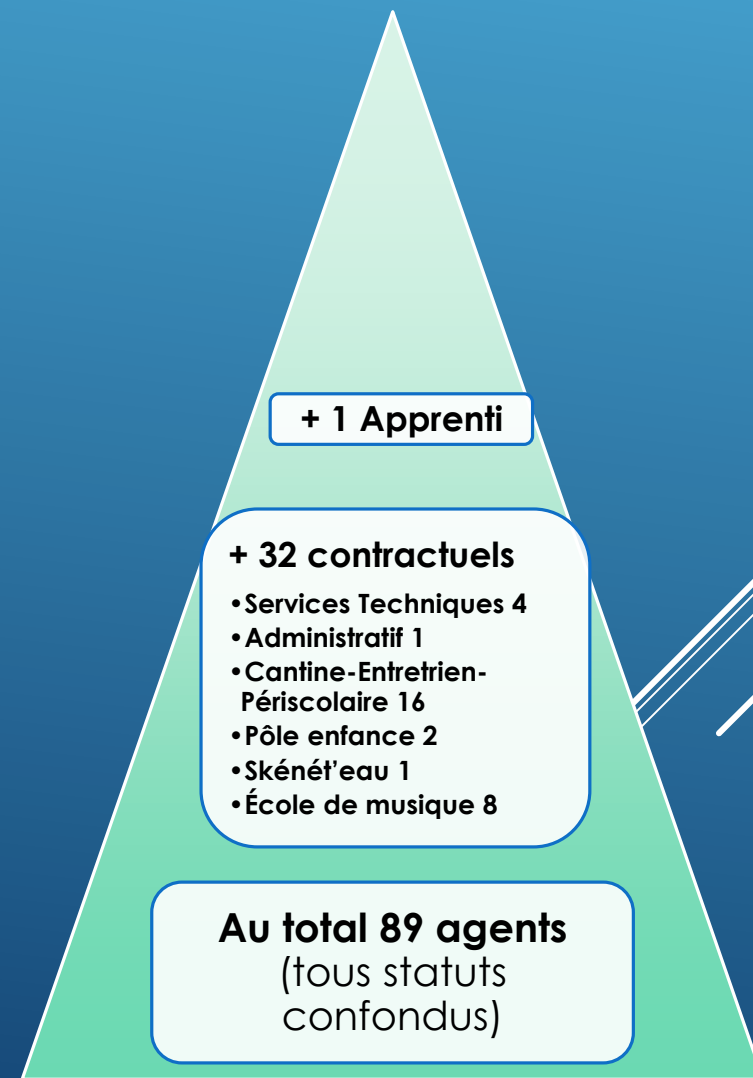 + 1 Apprenti
+ 32 contractuels
•Services Techniques 4
•Administratif 1
•Cantine-Entretrien-
Périscolaire 16
•Pôle enfance 2
•Skénét’eau 1
•École de musique 8
Au total 89 agents
(tous statuts
confondus)